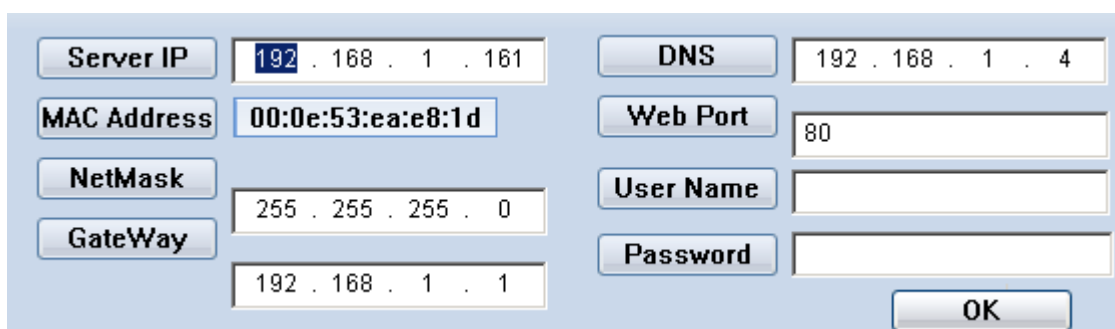 Server IP
192 . 168 . 1 . 161
MAC Address
00:0e:53:ea:e8:1d
NetMask
255 . 255 . 255 . 0
GateWay
192 . 168 . 1 . 1
DNS
192 . 168 . 1 . 4
Web Port
80
User Name
Password
OK